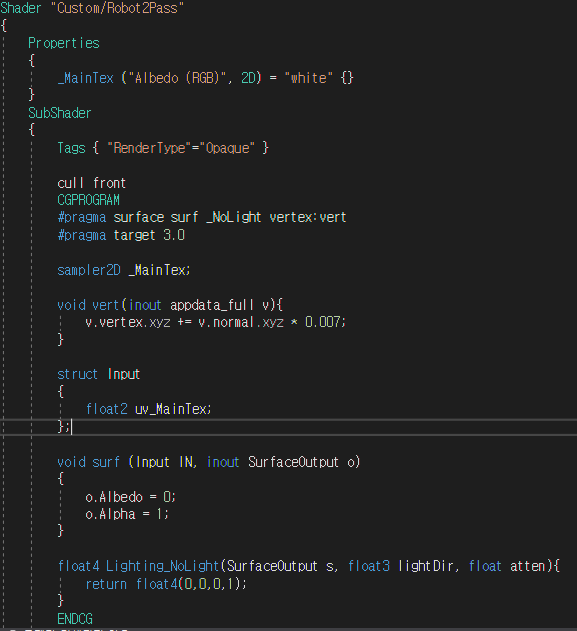 Shader "Custom/Robot2Pass"
{
    Properties
    {
        _MainTex ("Albedo (RGB)", 2D) = "white" {}
    }
    SubShader
    {
        Tags { "RenderType"="Opaque" }

        cull front
        CGPROGRAM
        #pragma surface surf _NoLight vertex:vert
        #pragma target 3.0

        sampler2D _MainTex;

        void vert(inout appdata_full v){
            v.vertex.xyz += v.normal.xyz * 0.007;
        }

        struct Input
        {
            float2 uv_MainTex;
        };

        void surf (Input IN, inout SurfaceOutput o)
        {
            o.Albedo = 0;
            o.Alpha = 1;
        }

        float4 Lighting_NoLight(SurfaceOutput s, float3 lightDir, float atten){
            return float4(0,0,0,1);
        }
        ENDCG